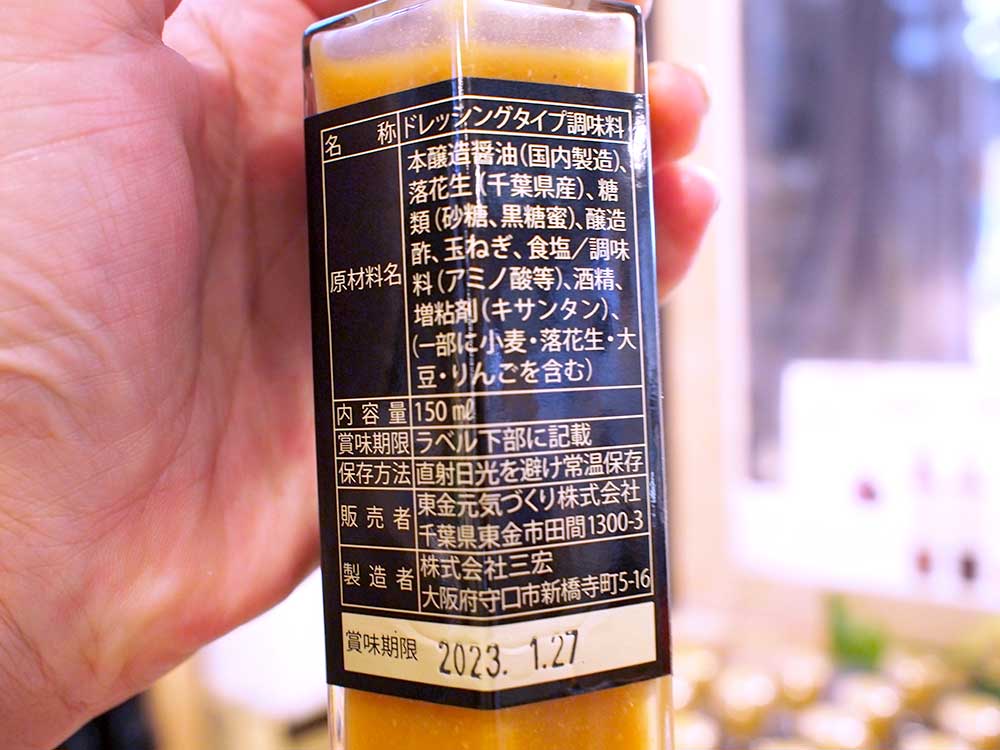 名 称 ドレッシングタイプ調味料
原材料名 本醸造醤油(国内製造)、
落花生(千葉県産)、糖
類(砂糖、黒糖蜜)、醸造
酢、玉ねぎ、食塩／調味
料(アミノ酸等)、酒精、
増粘剤(キサンタン)、
(一部に小麦・落花生・大
豆・りんごを含む)
内容量 150㎖
賞味期限 ラベル下部に記載
保存方法 直射日光を避け常温保存
販売者 東金元気づくり株式会社
千葉県東金市田間1300-3
製造者 株式会社三宏
大阪府守口市新橋寺町5-16
賞味期限 2023. 1.27